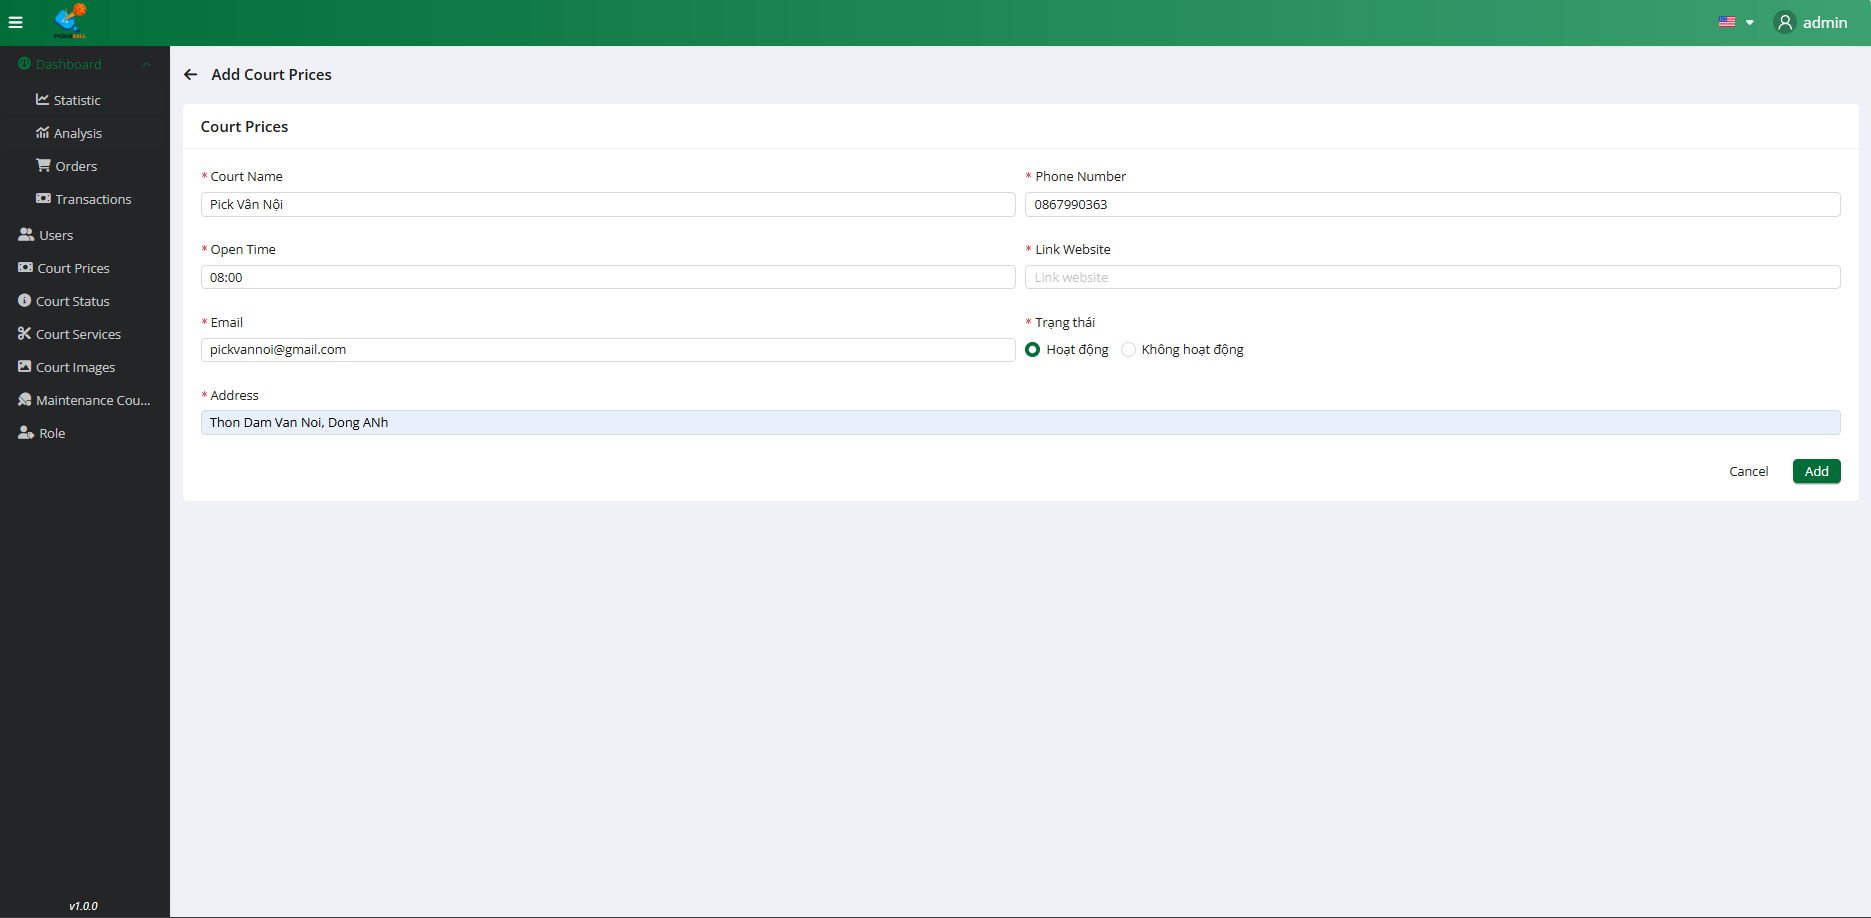 PICKLEBALL
admin
Dashboard
Statistic
Analysis
Orders
Transactions
Users
Court Prices
Court Status
Court Services
Court Images
Maintenance Cou...
Role
v1.0.0
Add Court Prices
Court Prices
* Court Name
Pick Vân Nội
* Phone Number
0867990363
* Open Time
08:00
* Link Website
Link website
* Email
pickvannoi@gmail.com
* Trạng thái
Hoạt động
Không hoạt động
* Address
Thon Dam Van Noi, Dong ANh
Cancel
Add